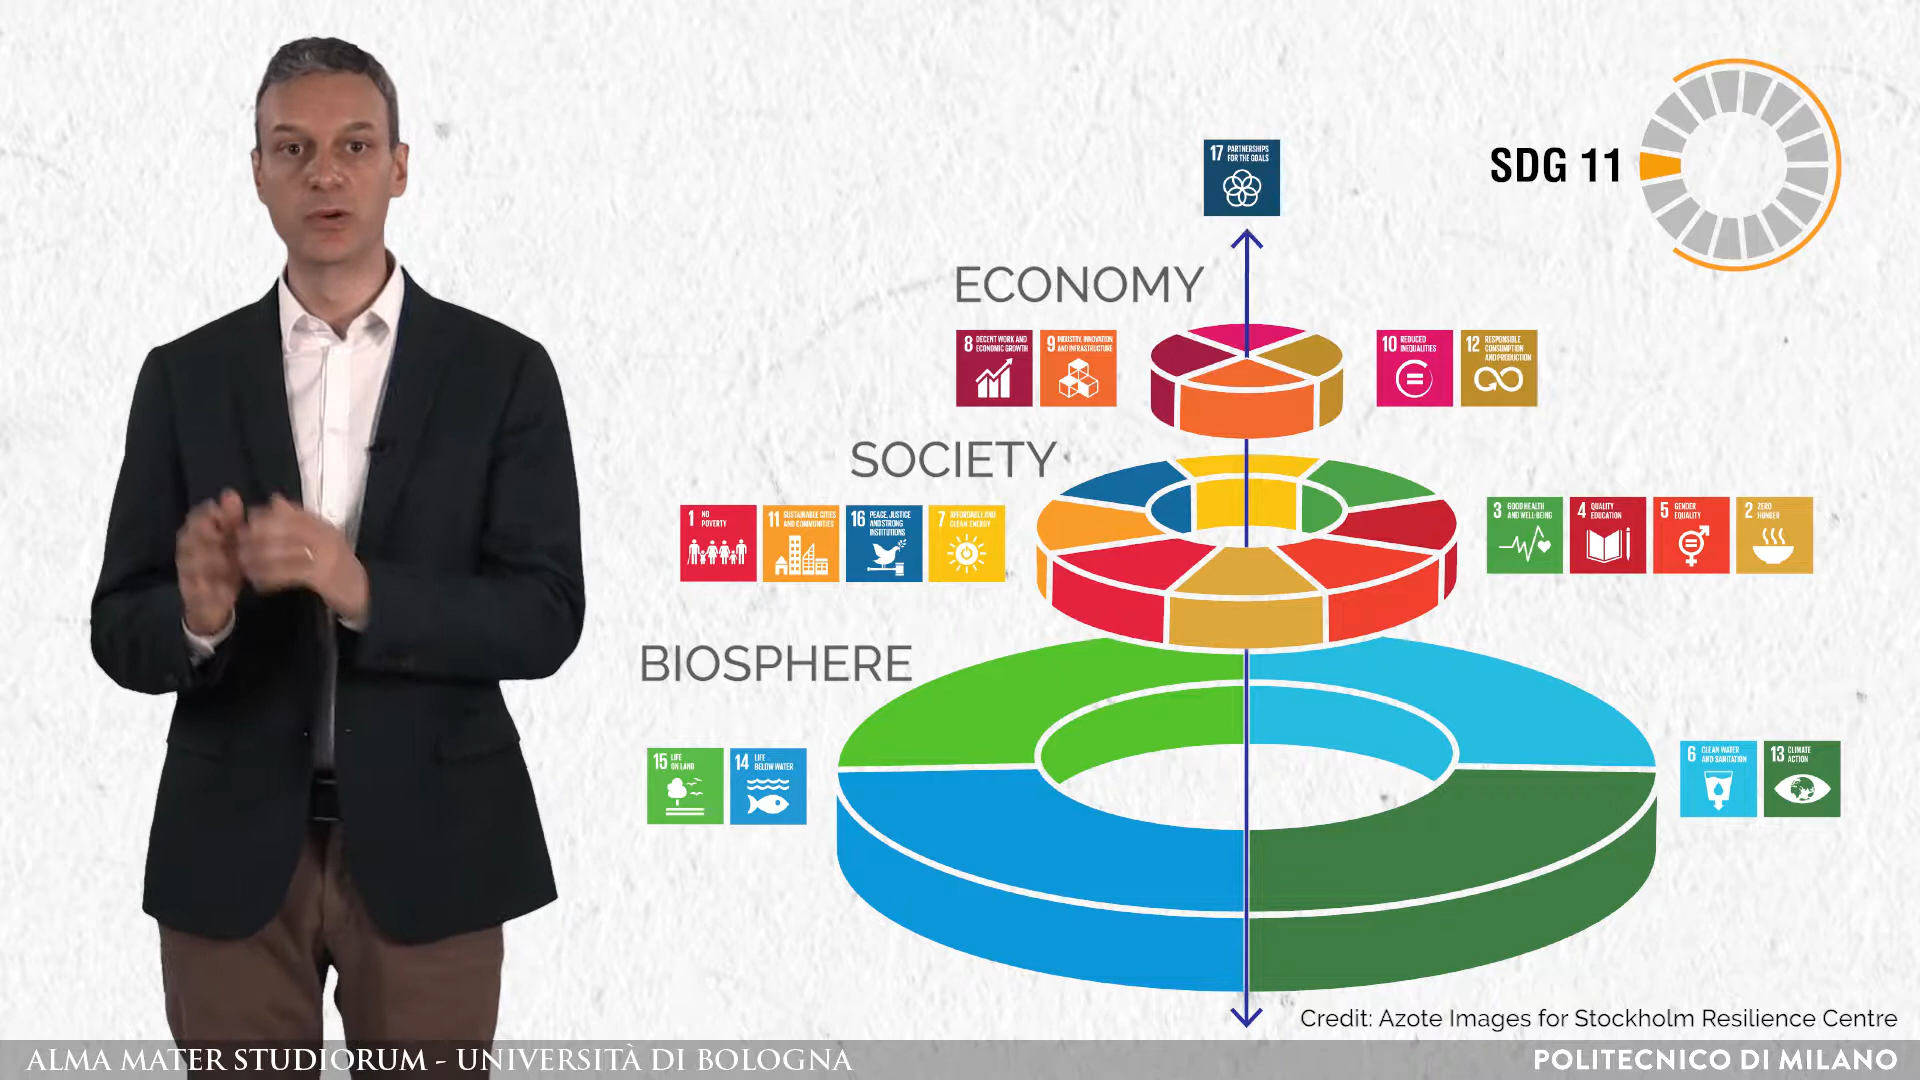 SDG 11
17 PARTNERSHIPS
FOR THE GOALS
ECONOMY
8 DECENT WORK AND
ECONOMIC GROWTH
9 INDUSTRY, INNOVATION
AND INFRASTRUCTURE
10 REDUCED
INEQUALITIES
12 RESPONSIBLE
CONSUMPTION
AND PRODUCTION
SOCIETY
1 NO
POVERTY
11 SUSTAINABLE CITIES
AND COMMUNITIES
16 PEACE, JUSTICE
AND STRONG
INSTITUTIONS
7 AFFORDABLE AND
CLEAN ENERGY
3 GOOD HEALTH
AND WELL-BEING
4 QUALITY
EDUCATION
5 GENDER
EQUALITY
2 ZERO
HUNGER
BIOSPHERE
15 LIFE
ON LAND
14 LIFE
BELOW WATER
6 CLEAN WATER
AND SANITATION
13 CLIMATE
ACTION
Credit: Azote Images for Stockholm Resilience Centre
ALMA MATER STUDIORUM - UNIVERSITÀ DI BOLOGNA
POLITECNICO DI MILANO